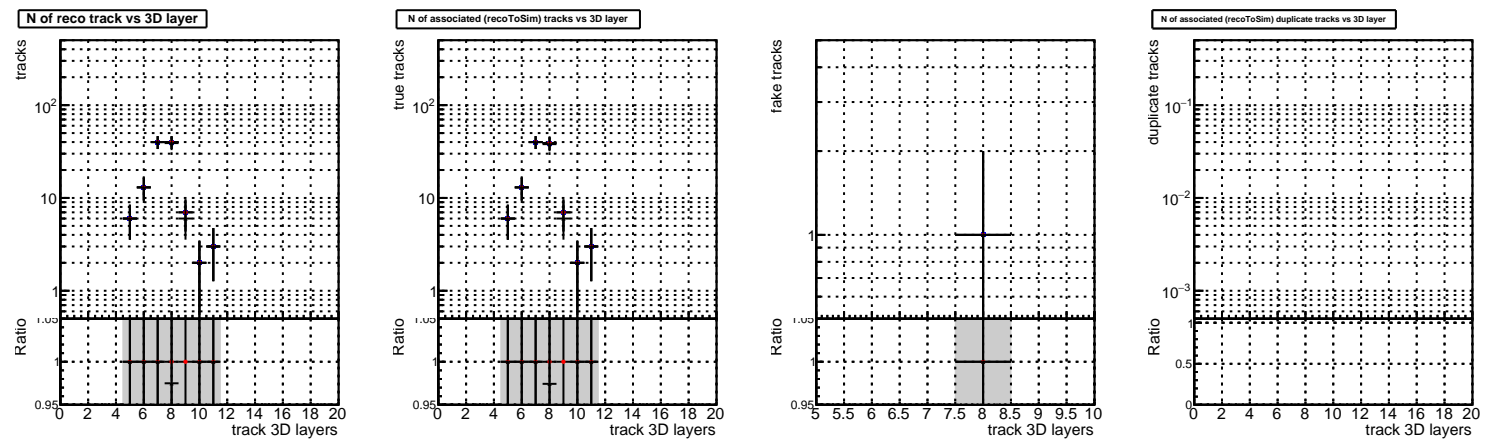 N of reco track vs 3D layer
tracks
10²
10
1
Ratio
1.05
1
0.95
0 2 4 6 8 10 12 14 16 18 20
track 3D layers
N of associated (recoToSim) tracks vs 3D layer
true tracks
10²
10
1
Ratio
1.05
1
0.95
0 2 4 6 8 10 12 14 16 18 20
track 3D layers
fake tracks
1
Ratio
1.05
1
0.95
5 5.5 6 6.5 7 7.5 8 8.5 9 9.5 10
track 3D layers
N of associated (recoToSim) duplicate tracks vs 3D layer
duplicate tracks
10⁻¹
10⁻²
10⁻³
Ratio
1
0.5
0
0 2 4 6 8 10 12 14 16 18 20
track 3D layers